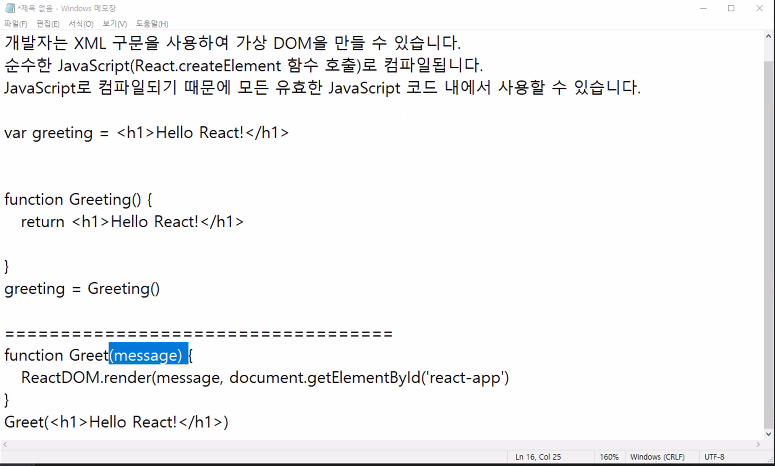 *제목 없음 - Windows 메모장
파일(F) 편집(E) 서식(O) 보기(V) 도움말(H)
개발자는 XML 구문을 사용하여 가상 DOM을 만들 수 있습니다.
순수한 JavaScript(React.createElement 함수 호출)로 컴파일됩니다.
JavaScript로 컴파일되기 때문에 모든 유효한 JavaScript 코드 내에서 사용할 수 있습니다.
var greeting = <h1>Hello React!</h1>
function Greeting() {
return <h1>Hello React!</h1>
}
greeting = Greeting()
===================================
function Greet(message) {
ReactDOM.render(message, document.getElementById('react-app')
}
Greet(<h1>Hello React!</h1>)
Ln 16, Col 25 160% Windows (CRLF) UTF-8